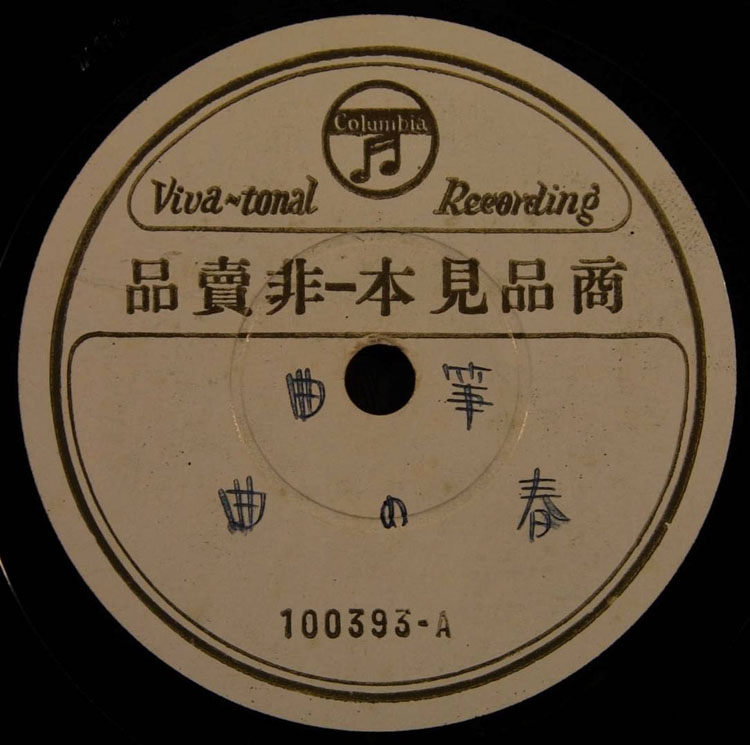 Columbia
Viva-tonal Recording
商品見本—非賣品
箏曲
春の曲
100393-A